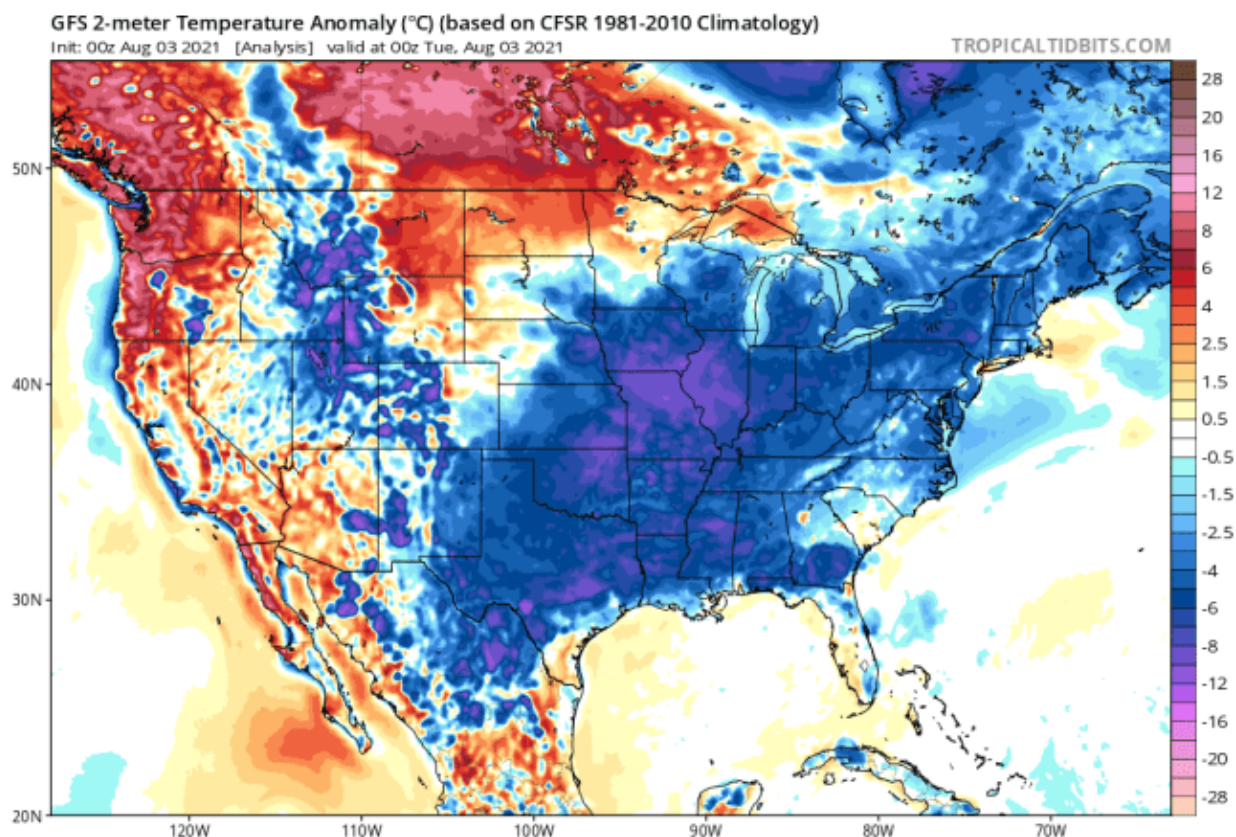 GFS 2-meter Temperature Anomaly (°C) (based on CFSR 1981-2010 Climatology)
Init: 00z Aug 03 2021 [Analysis] valid at 00z Tue, Aug 03 2021
TROPICALTIDBITS.COM
28
20
16
12
8
6
4
2.5
1.5
0.5
-0.5
-1.5
-2.5
-4
-6
-8
-12
-16
-20
-28
50N
40N
30N
20N
120W 110W 100W 90W 80W 70W